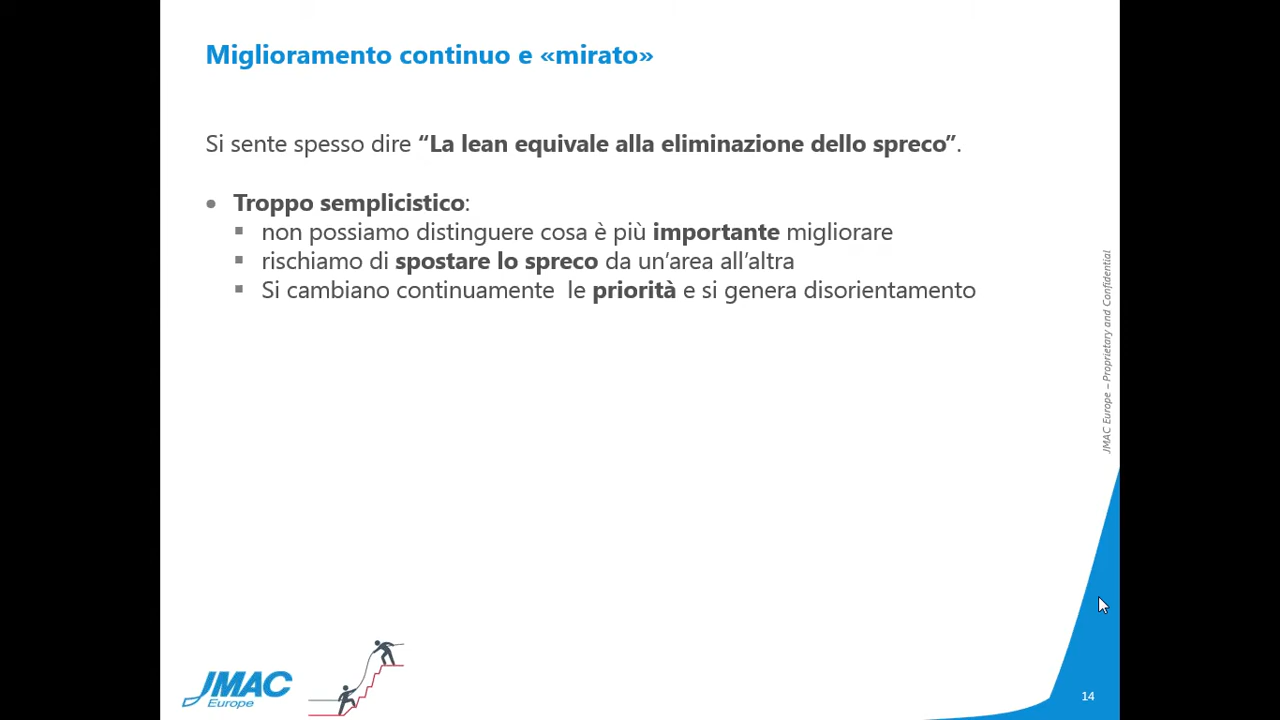 Miglioramento continuo e «mirato»
Si sente spesso dire “La lean equivale alla eliminazione dello spreco”.
• Troppo semplicistico:
▪ non possiamo distinguere cosa è più importante migliorare
▪ rischiamo di spostare lo spreco da un’area all’altra
▪ Si cambiano continuamente le priorità e si genera disorientamento
JMAC Europe – Proprietary and Confidential
JMAC
Europe
14